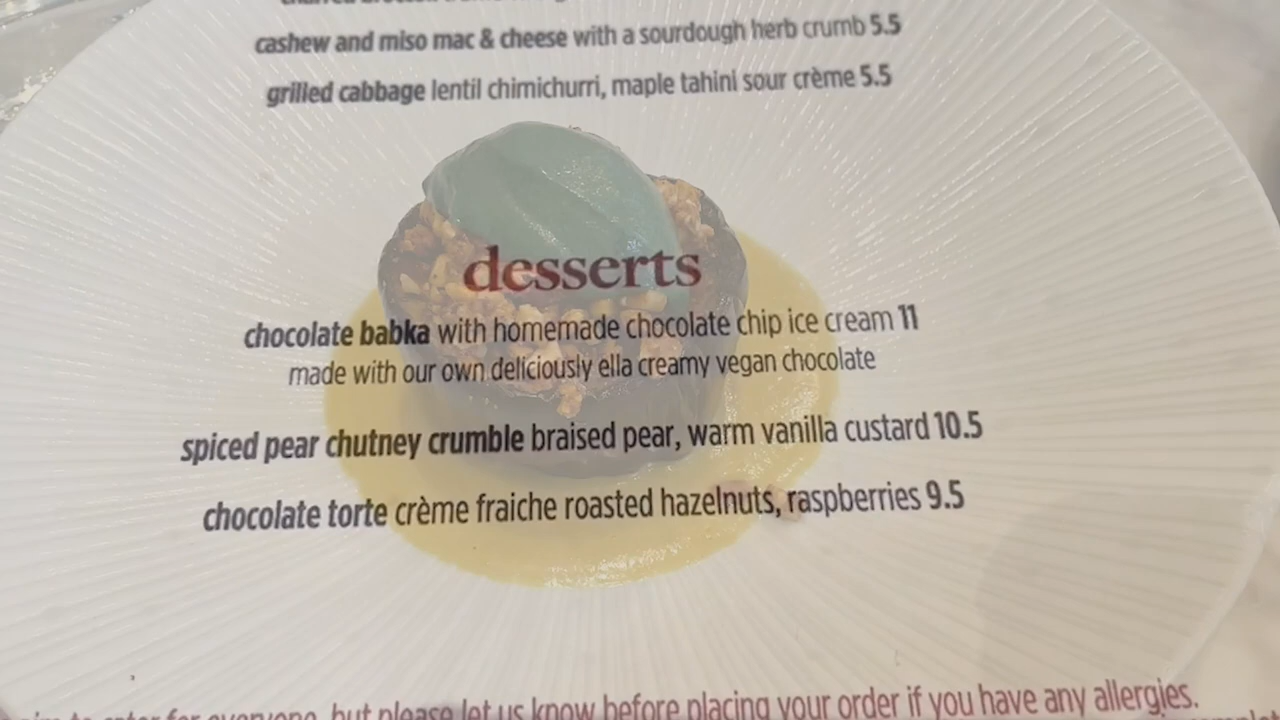 cashew and miso mac & cheese with a sourdough herb crumb 5.5
grilled cabbage lentil chimichurri, maple tahini sour crème 5.5
desserts
chocolate babka with homemade chocolate chip ice cream 11
made with our own deliciously ella creamy vegan chocolate
spiced pear chutney crumble braised pear, warm vanilla custard 10.5
chocolate torte crème fraiche roasted hazelnuts, raspberries 9.5
for everyone, but please let us know before placing your order if you have any allergies.